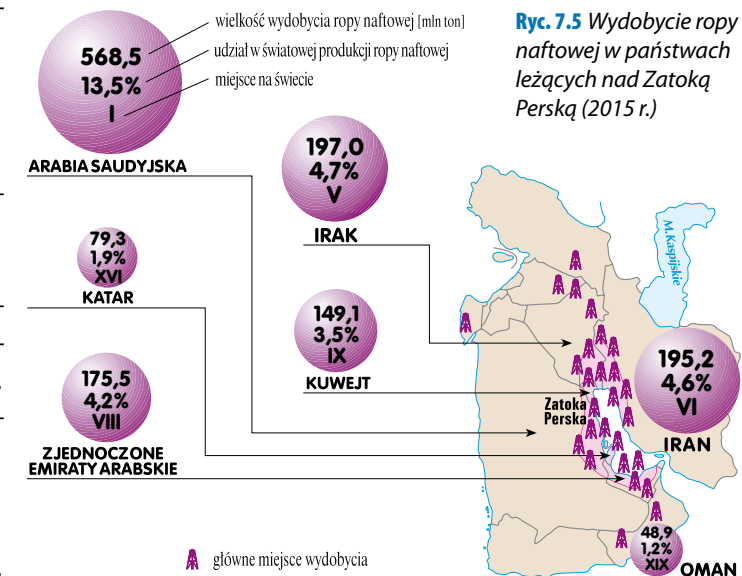 Ryc. 7.5 Wydobycie ropy
naftowej w państwach
leżących nad Zatoką
Perską (2015 r.)
wielkość wydobycia ropy naftowej [mln ton]
udział w światowej produkcji ropy naftowej
miejsce na świecie
568,5
13,5%
I
ARABIA SAUDYJSKA
197,0
4,7%
V
IRAK
79,3
1,9%
XVI
KATAR
149,1
3,5%
IX
KUWEJT
175,5
4,2%
VIII
ZJEDNOCZONE
EMIRATY ARABSKIE
M.Kaspijskie
Zatoka
Perska
195,2
4,6%
VI
IRAN
48,9
1,2%
XIX
OMAN
główne miejsce wydobycia